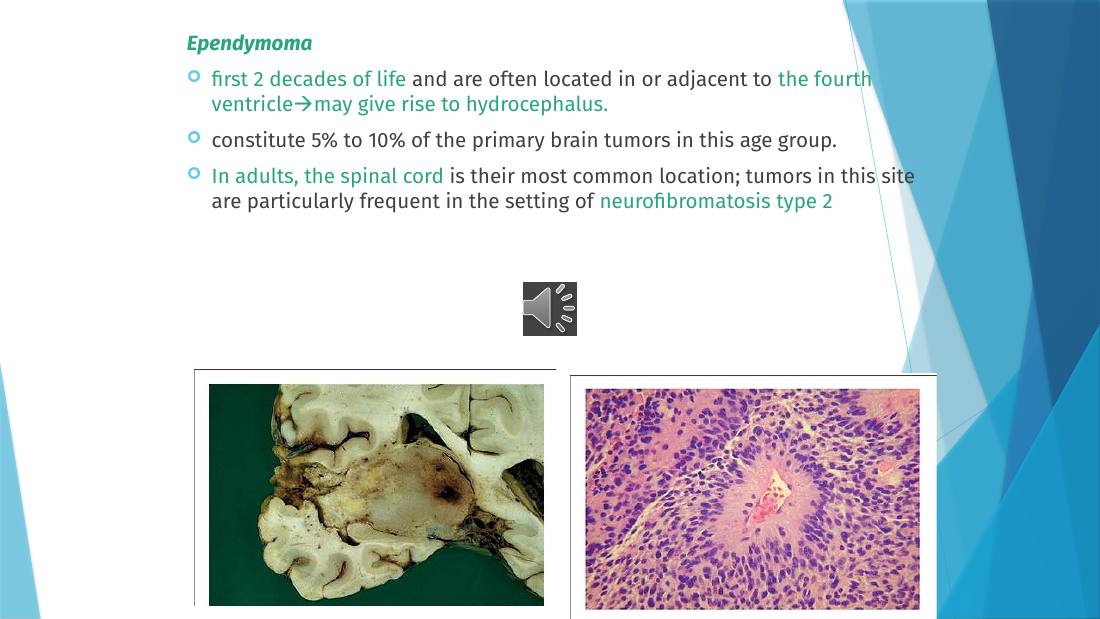 Ependymoma
first 2 decades of life and are often located in or adjacent to the fourth
ventricle→may give rise to hydrocephalus.
constitute 5% to 10% of the primary brain tumors in this age group.
In adults, the spinal cord is their most common location; tumors in this site
are particularly frequent in the setting of neurofibromatosis type 2